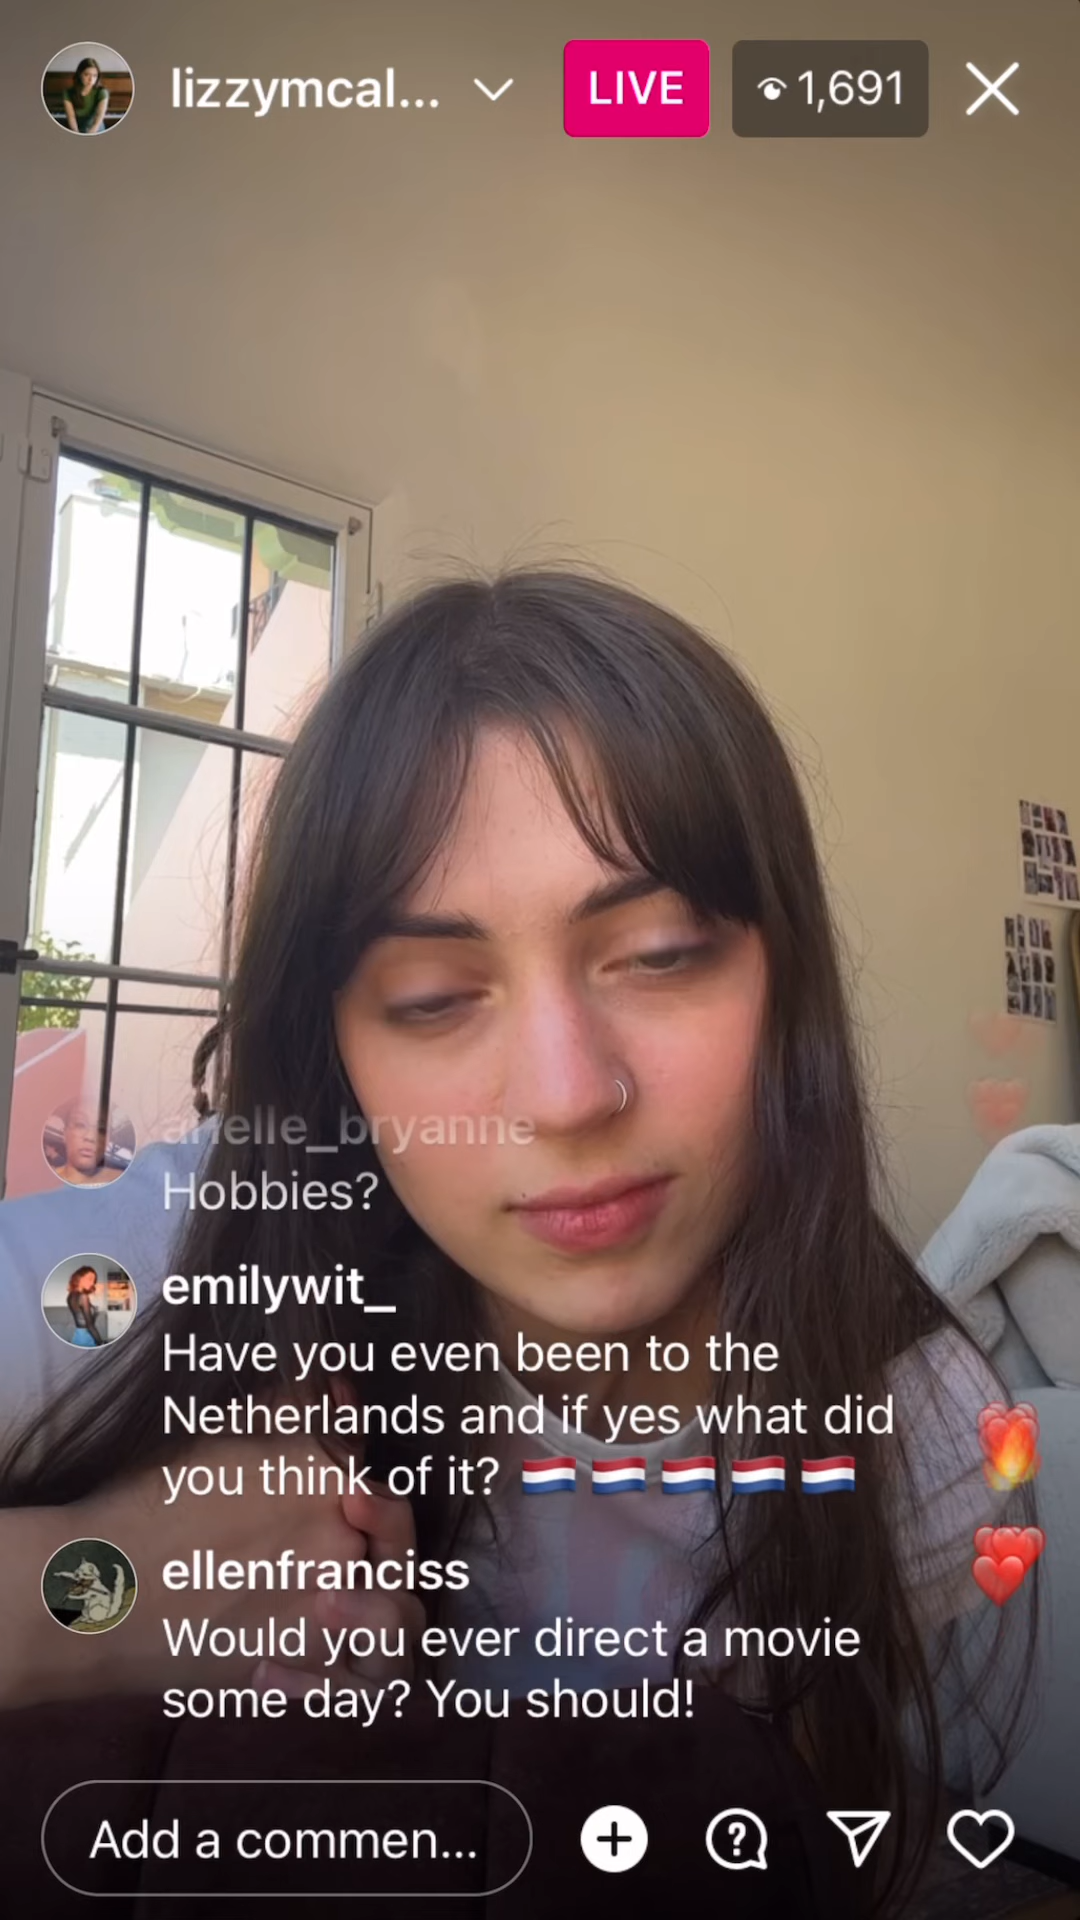 lizzymcal...
LIVE
1,691
arielle_bryanne
Hobbies?
emilywit_
Have you even been to the
Netherlands and if yes what did
you think of it? 🇳🇱 🇳🇱 🇳🇱 🇳🇱 🇳🇱
ellenfranciss
Would you ever direct a movie
some day? You should!
Add a commen...